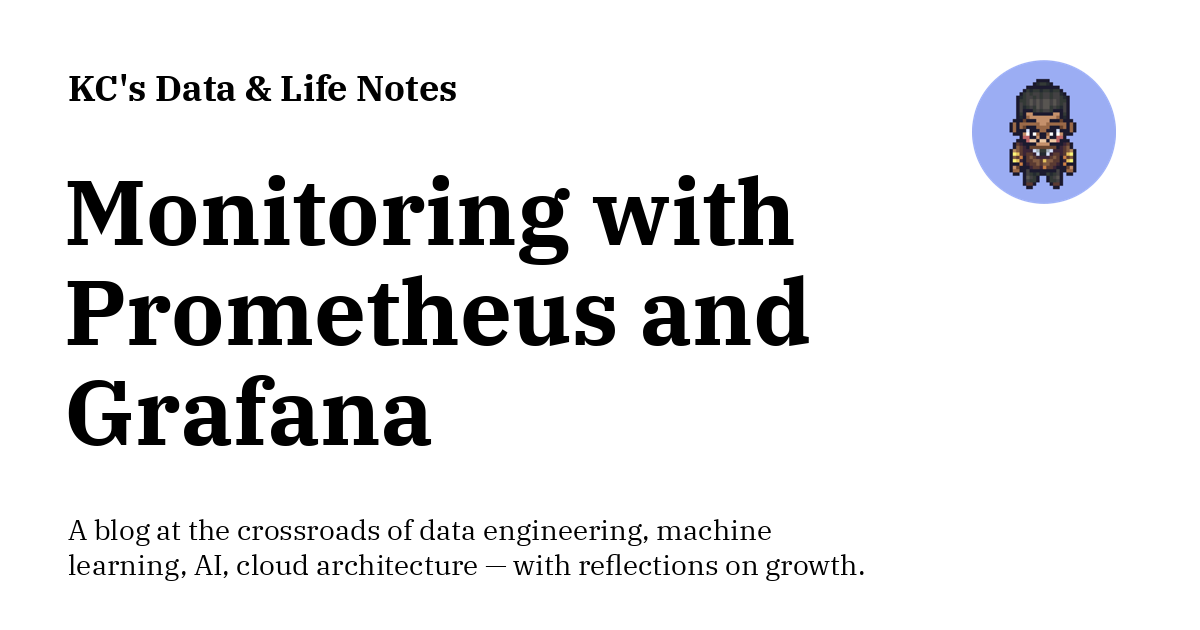 KC's Data & Life Notes
Monitoring with
Prometheus and
Grafana
A blog at the crossroads of data engineering, machine
learning, AI, cloud architecture — with reflections on growth.